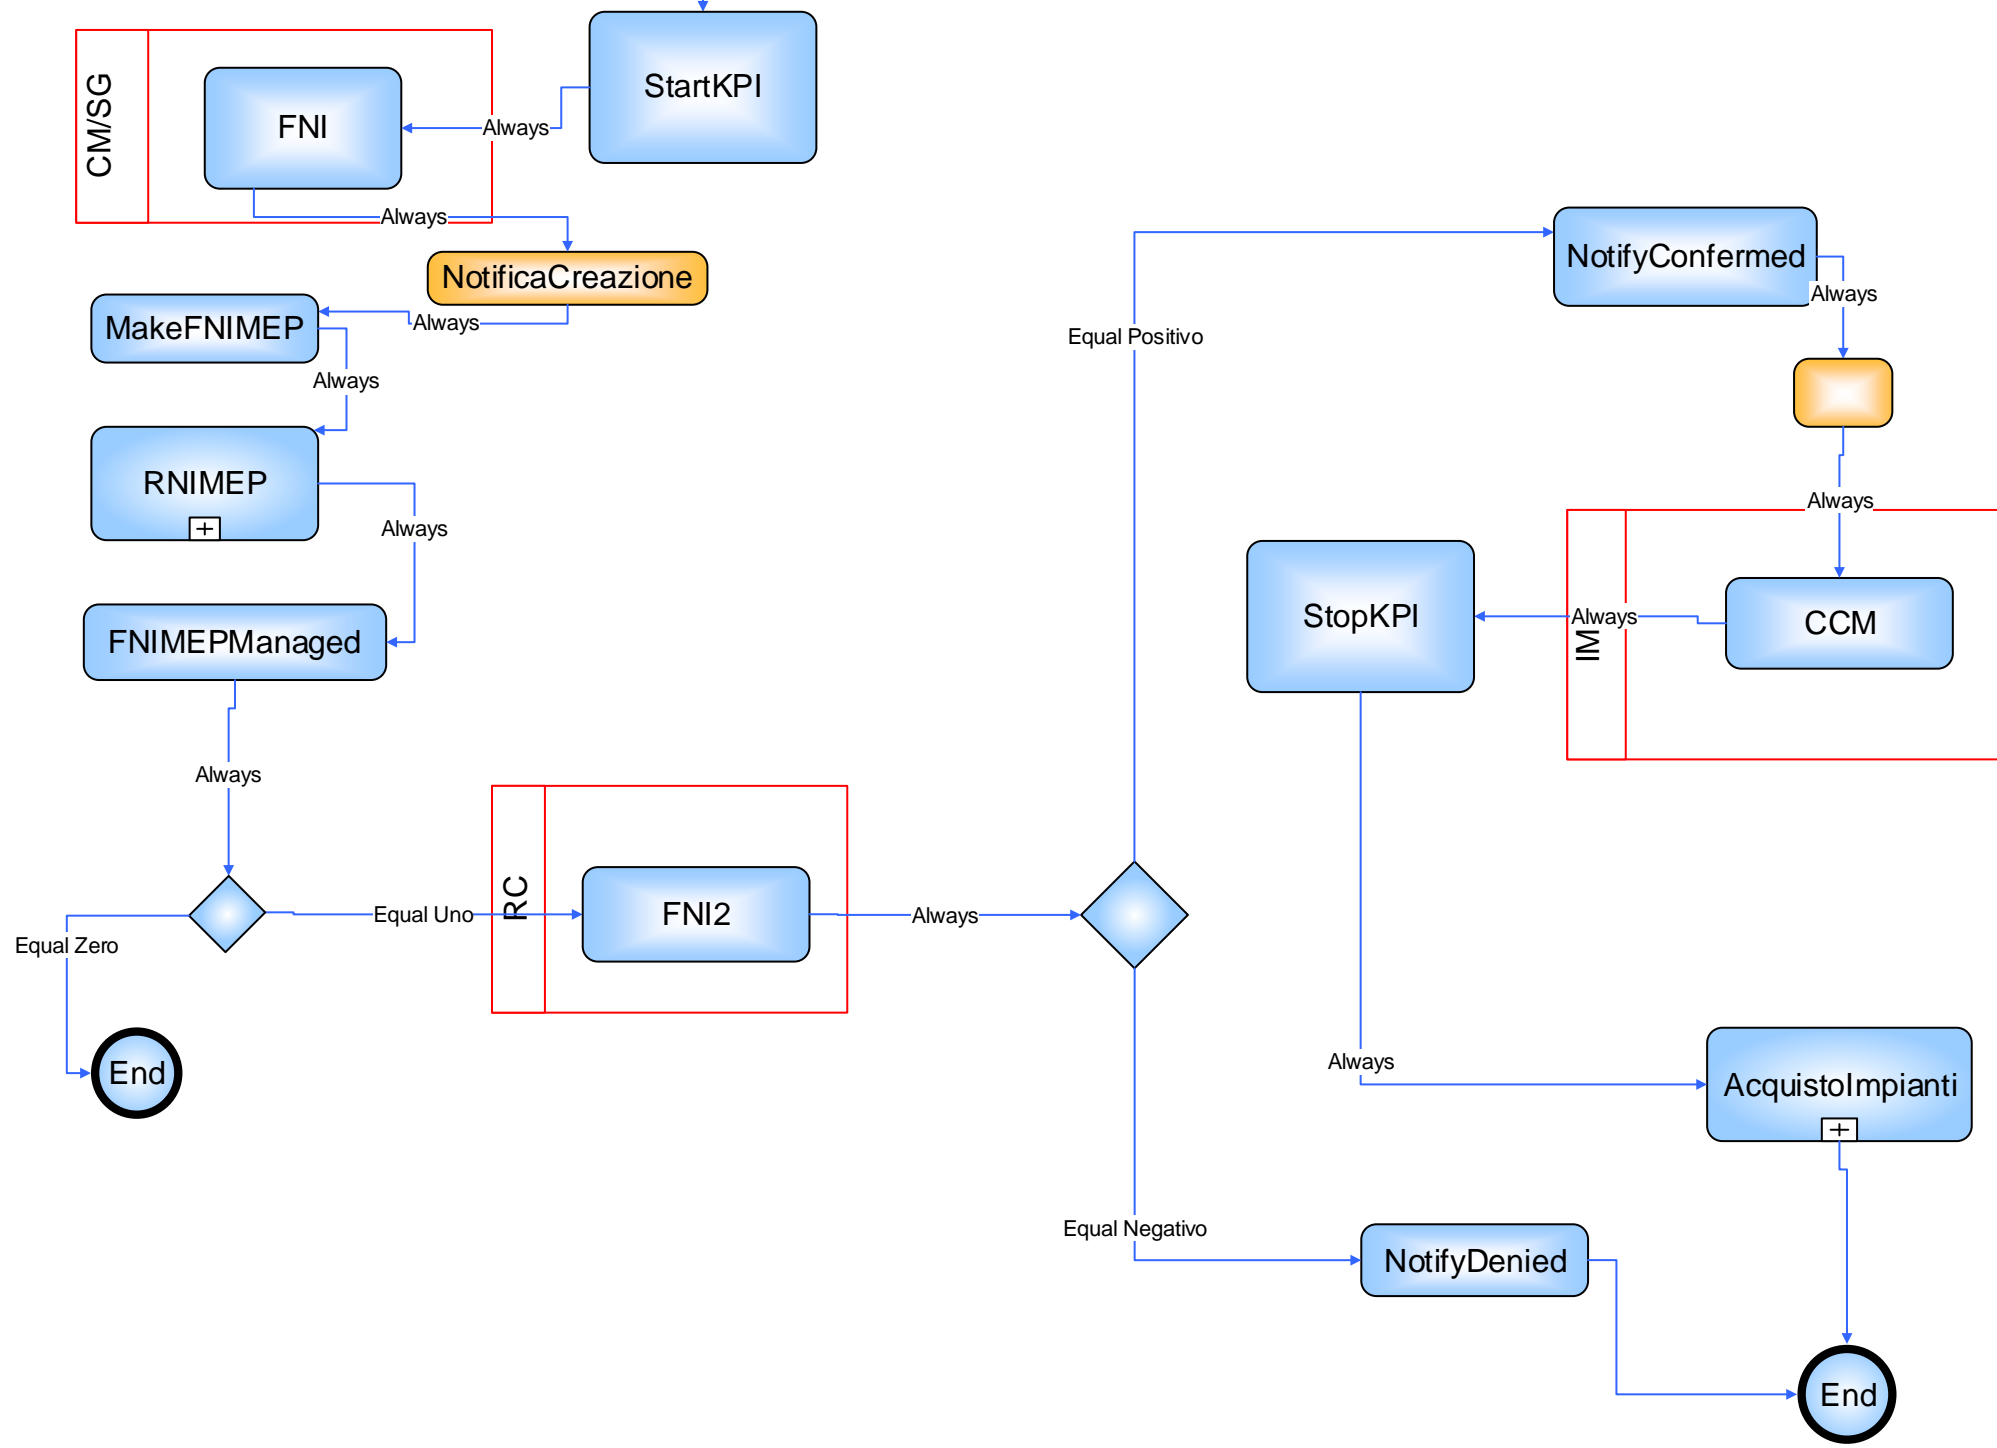 StartKPI
CM/SG
FNI
Always
Always
NotificaCreazione
Always
MakeFNIMEP
Always
RNIMEP
Always
FNIMEPManaged
Always
Equal Zero
End
Equal Uno
RC
FNI2
Always
Equal Positivo
NotifyConfermed
Always
Always
IM
CCM
Always
StopKPI
Always
AcquistoImpianti
Equal Negativo
NotifyDenied
End